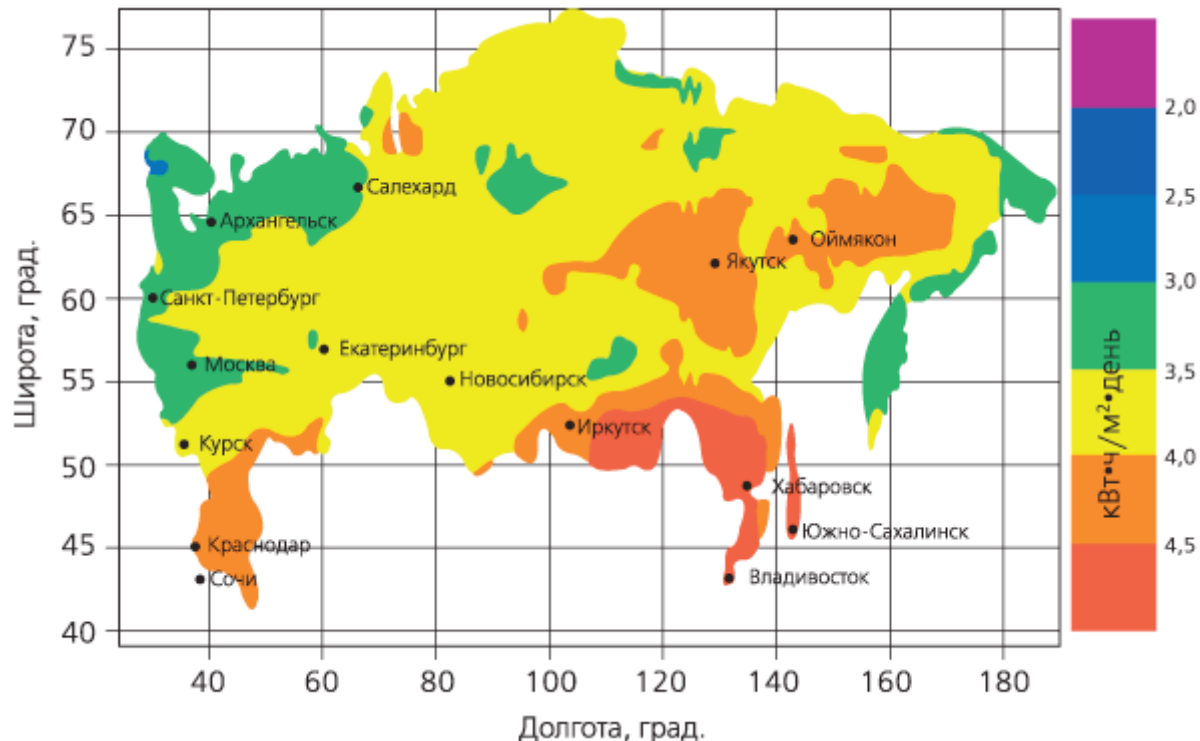 75
70
65
60
55
50
45
40
Широта, град.
Салехард
Архангельск
Оймякон
Якутск
Санкт-Петербург
Екатеринбург
Москва
Новосибирск
Иркутск
Курск
Хабаровск
Южно-Сахалинск
Краснодар
Сочи
Владивосток
40 60 80 100 120 140 160 180
Долгота, град.
2,0
2,5
3,0
3,5
4,0
4,5
кВт•ч/м²•день